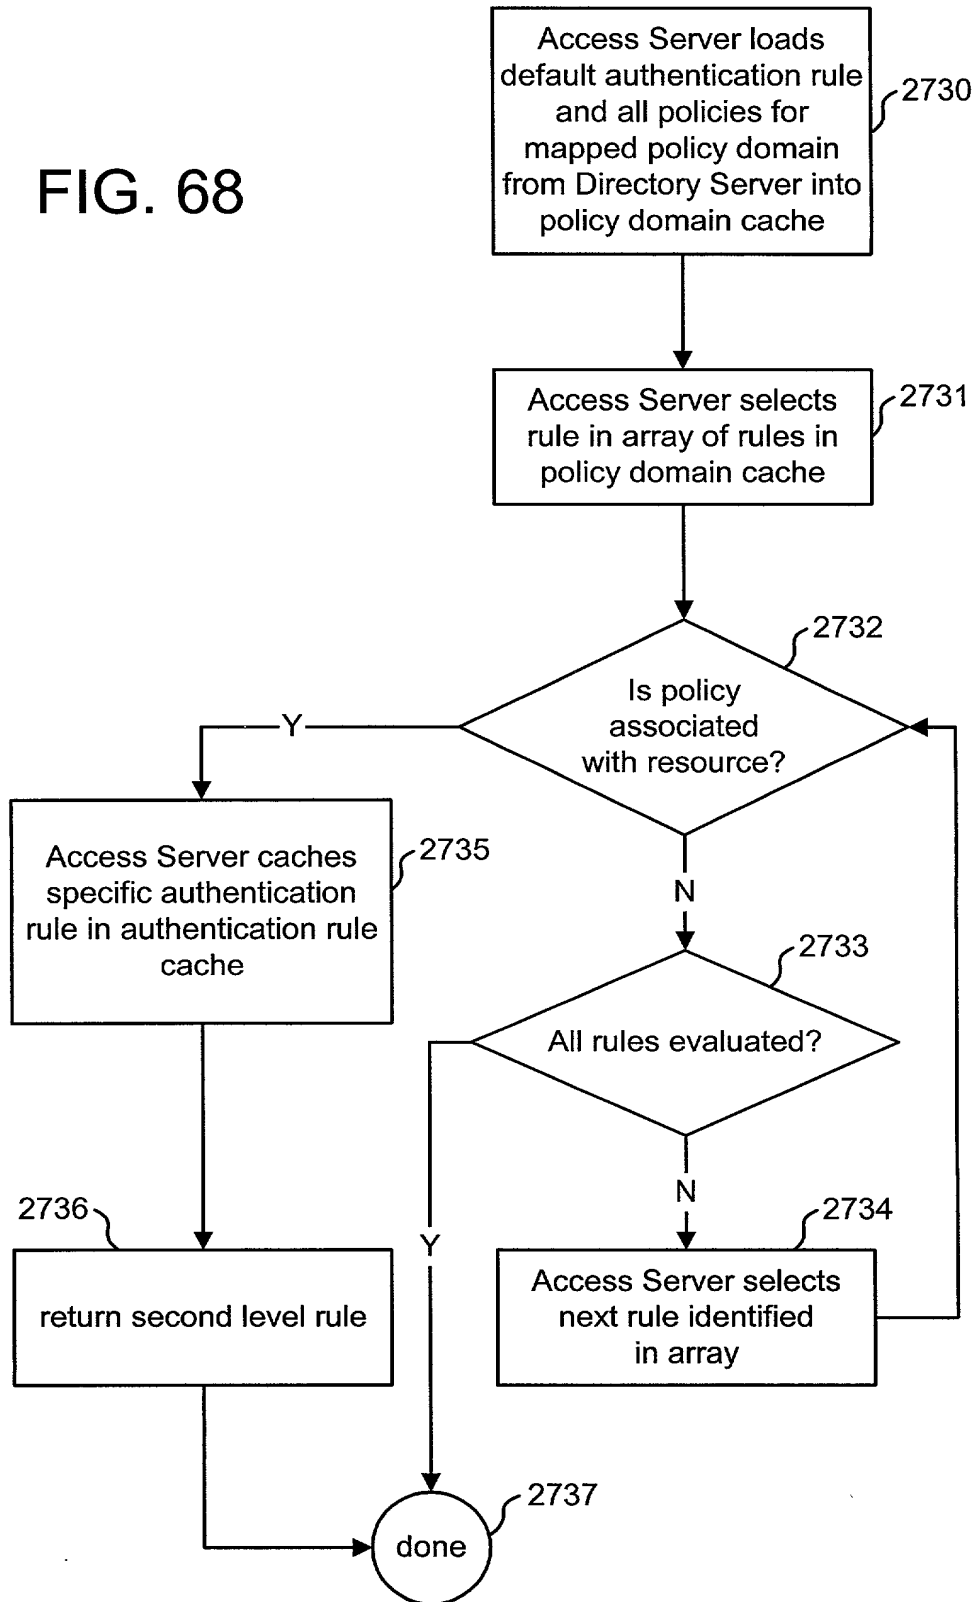 FIG. 68
Access Server loads
default authentication rule
and all policies for
mapped policy domain
from Directory Server into
policy domain cache
2730
Access Server selects
rule in array of rules in
policy domain cache
2731
Is policy
associated
with resource?
2732
Y
N
Access Server caches
specific authentication
rule in authentication rule
cache
2735
All rules evaluated?
2733
Y
N
return second level rule
2736
Access Server selects
next rule identified
in array
2734
done
2737